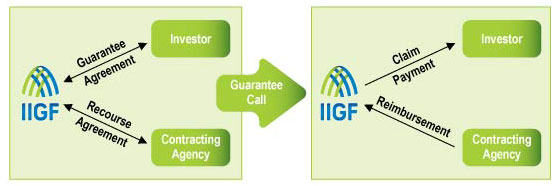 Guarantee
Agreement
Investor
IIGF
Recourse
Agreement
Contracting
Agency
Guarantee
Call
Claim
Payment
Investor
IIGF
Reimbursement
Contracting
Agency